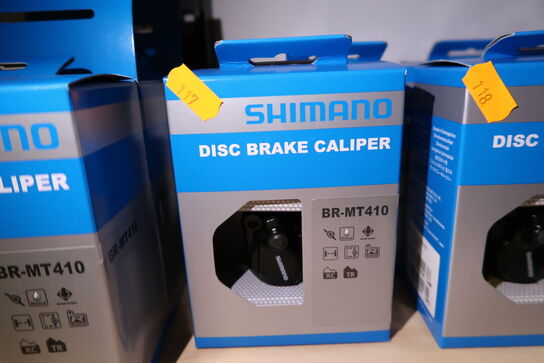 NO
LIPER
BR-MT410
BR-MT410
117
SHIMANO
DISC BRAKE CALIPER
BR-MT410
SHIMANO
XC TR
118
DISC
XC TR